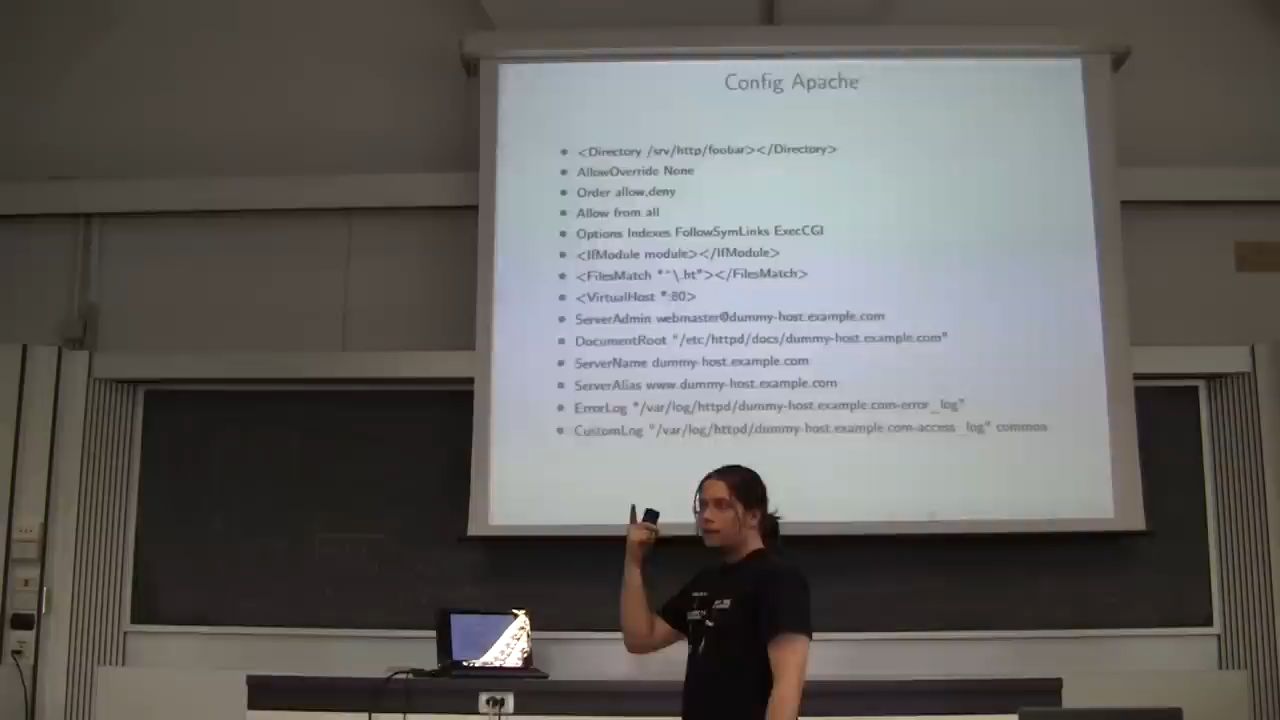 Config Apache
<Directory /srv/http/foobar></Directory>
AllowOverride None
Order allow,deny
Allow from all
Options Indexes FollowSymLinks ExecCGI
<IfModule module></IfModule>
<FilesMatch "^\.ht"></FilesMatch>
<VirtualHost *:80>
ServerAdmin webmaster@dummy-host.example.com
DocumentRoot "/etc/httpd/docs/dummy-host.example.com"
ServerName dummy-host.example.com
ServerAlias www.dummy-host.example.com
ErrorLog "/var/log/httpd/dummy-host.example.com-error_log"
CustomLog "/var/log/httpd/dummy-host.example.com-access_log" common